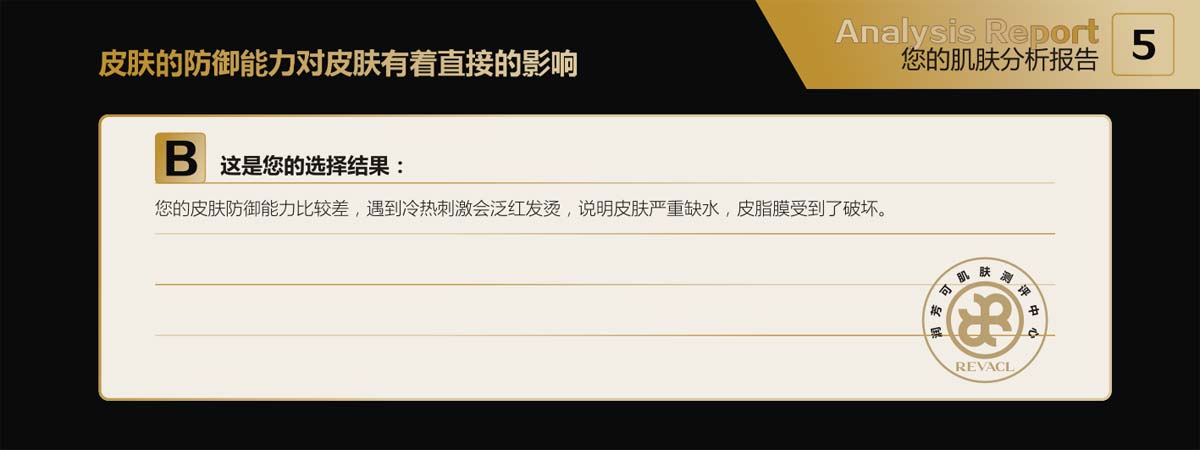 Analysis Report
您的肌肤分析报告
5
皮肤的防御能力对皮肤有着直接的影响
B
这是您的选择结果：
您的皮肤防御能力比较差，遇到冷热刺激会泛红发烫，说明皮肤严重缺水，皮脂膜受到了破坏。
润芳可肌肤测评中心
REVACL